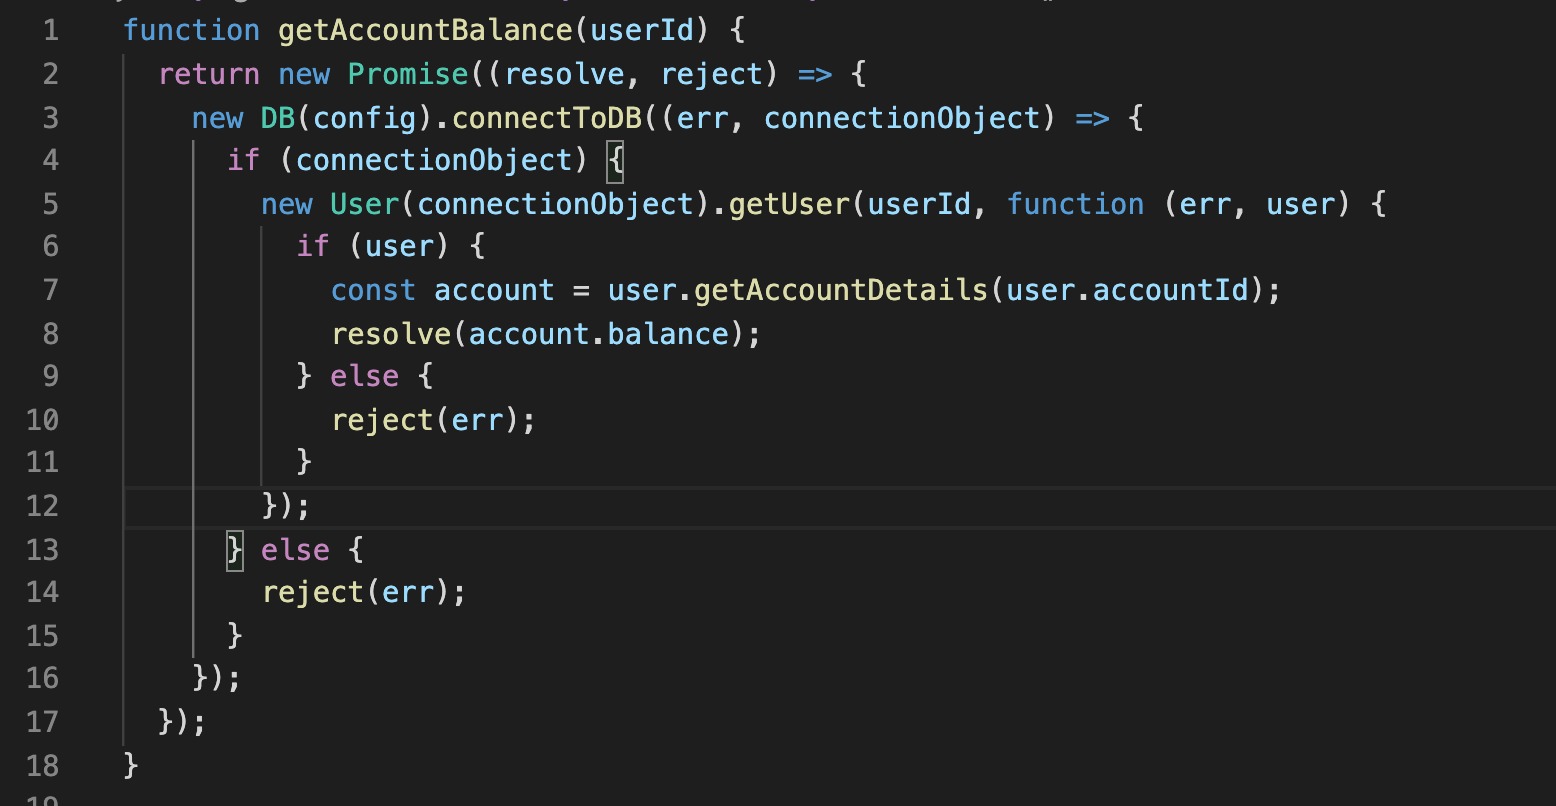 1 function getAccountBalance(userId) {
2 return new Promise((resolve, reject) => {
3 new DB(config).connectToDB((err, connectionObject) => {
4 if (connectionObject) {
5 new User(connectionObject).getUser(userId, function (err, user) {
6 if (user) {
7 const account = user.getAccountDetails(user.accountId);
8 resolve(account.balance);
9 } else {
10 reject(err);
11 }
12 });
13 } else {
14 reject(err);
15 }
16 });
17 });
18 }
19